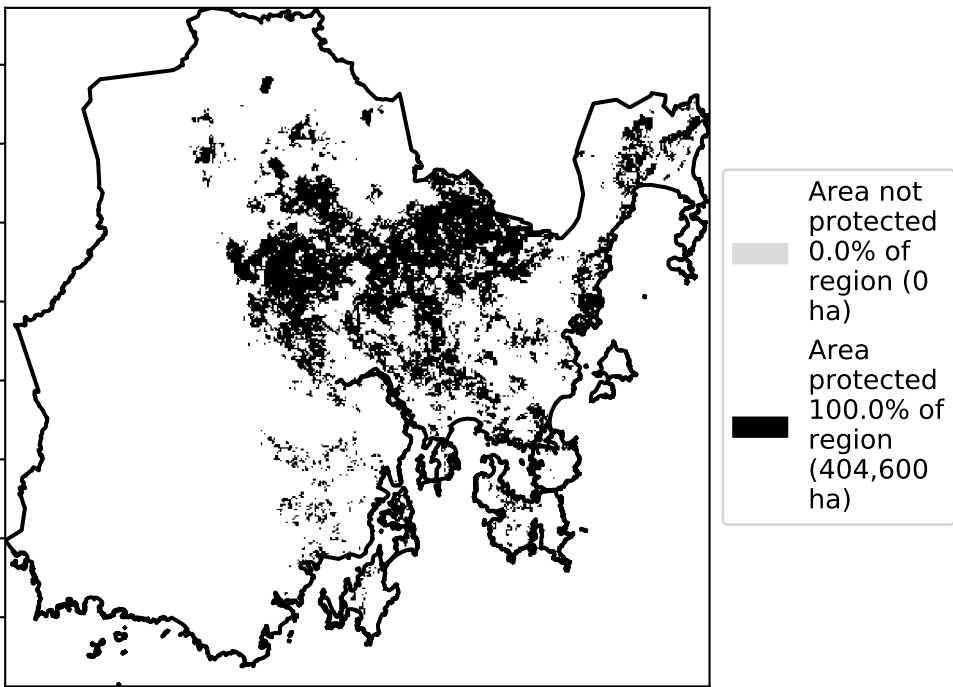 Area not
protected
0.0% of
region (0
ha)
Area
protected
100.0% of
region
(404,600
ha)